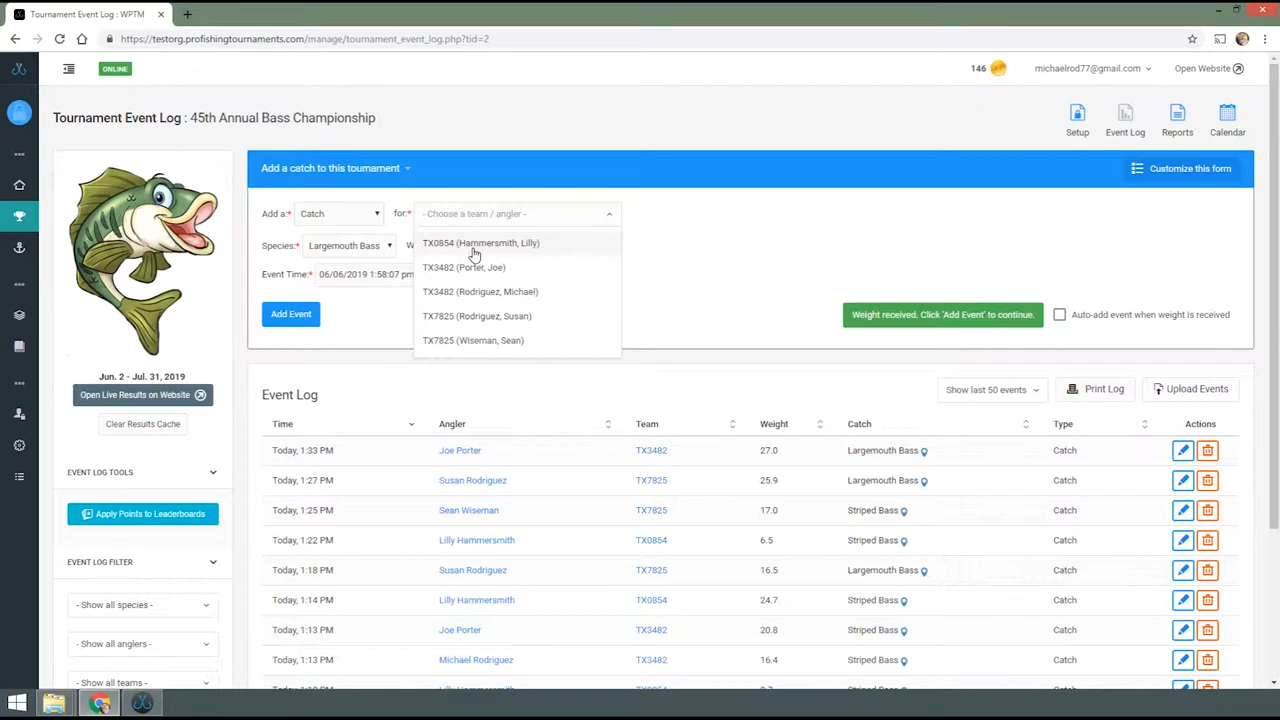 Tournament Event Log : WPTM
https://testorg.profishingtournaments.com/manage/tournament_event_log.php?tid=2
ONLINE
146
michaelrod77@gmail.com
Open Website
Tournament Event Log : 45th Annual Bass Championship
Setup
Event Log
Reports
Calendar
Add a catch to this tournament
Customize this form
Add a:* Catch for:* - Choose a team / angler -
TX0854 (Hammersmith, Lilly)
Species: Largemouth Bass W
TX3482 (Porter, Joe)
Event Time:* 06/06/2019 1:58:07 pm
TX3482 (Rodriguez, Michael)
Add Event
TX7825 (Rodriguez, Susan)
Weight received. Click 'Add Event' to continue.
Auto-add event when weight is received
TX7825 (Wiseman, Sean)
Jun. 2 - Jul. 31, 2019
Open Live Results on Website
Clear Results Cache
EVENT LOG TOOLS
Apply Points to Leaderboards
EVENT LOG FILTER
- Show all species -
- Show all anglers -
- Show all teams -
Event Log
Show last 50 events
Print Log
Upload Events
Time Angler Team Weight Catch Type Actions
Today, 1:33 PM Joe Porter TX3482 27.0 Largemouth Bass Catch
Today, 1:27 PM Susan Rodriguez TX7825 25.9 Largemouth Bass Catch
Today, 1:25 PM Sean Wiseman TX7825 17.0 Striped Bass Catch
Today, 1:22 PM Lilly Hammersmith TX0854 6.5 Striped Bass Catch
Today, 1:18 PM Susan Rodriguez TX7825 16.5 Largemouth Bass Catch
Today, 1:14 PM Lilly Hammersmith TX0854 24.7 Striped Bass Catch
Today, 1:13 PM Joe Porter TX3482 20.8 Striped Bass Catch
Today, 1:13 PM Michael Rodriguez TX3482 16.4 Striped Bass Catch